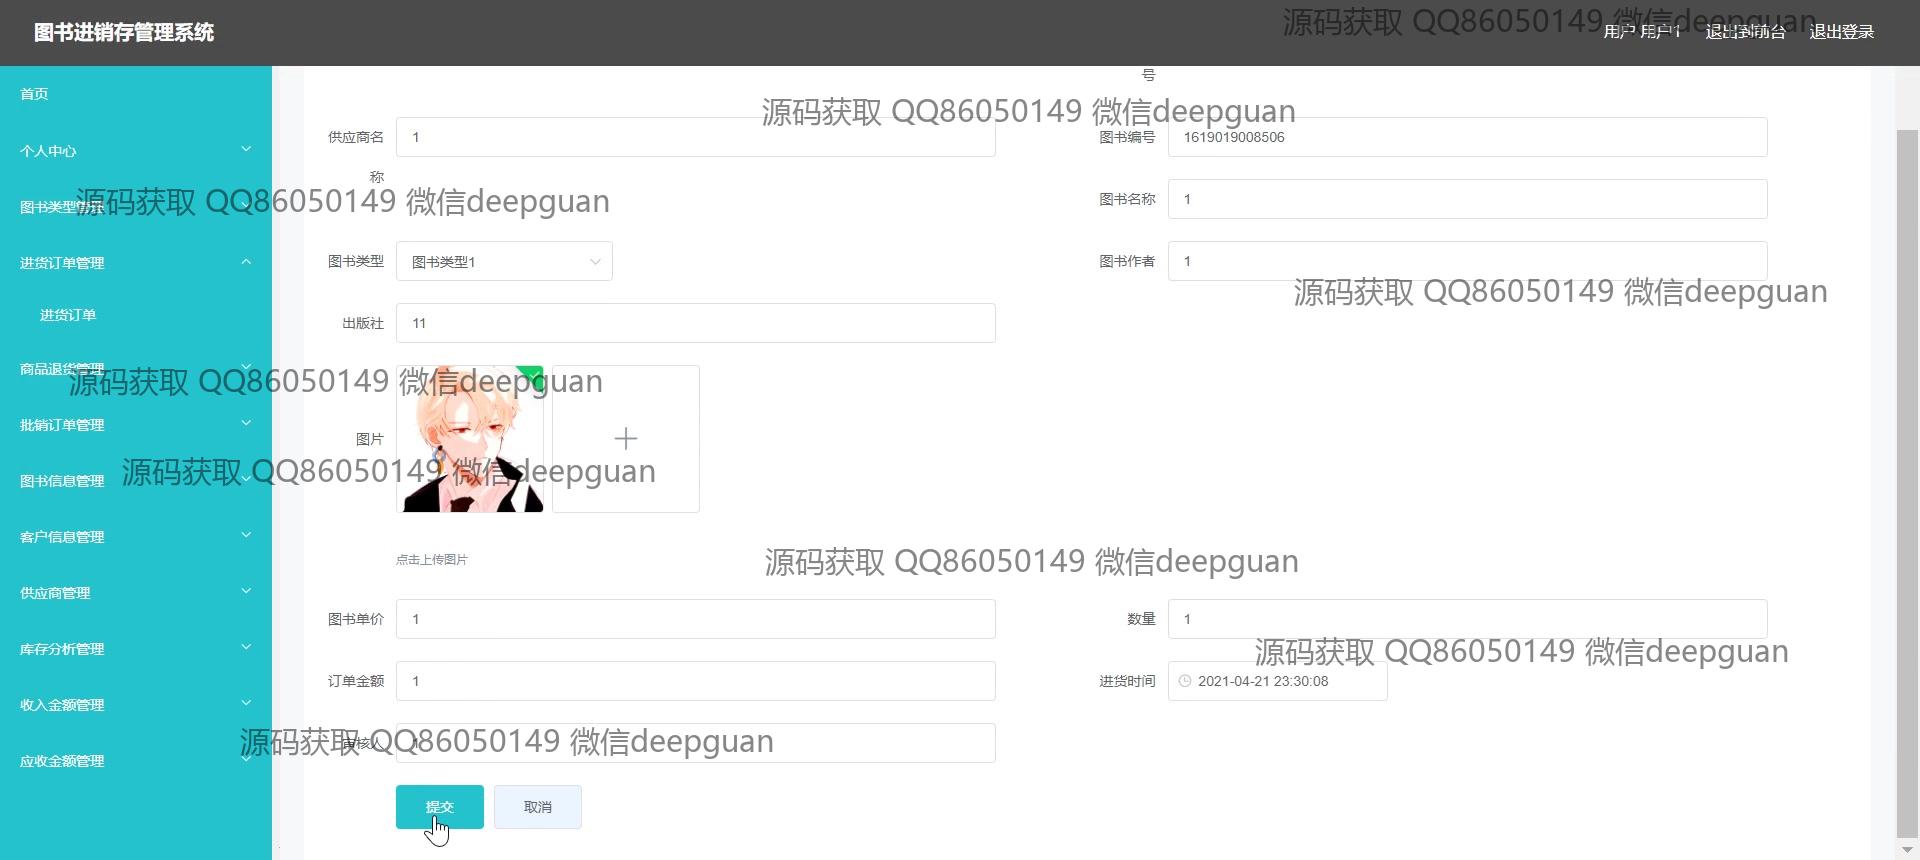 图书进销存管理系统
源码获取 QQ86050149 微信deepguan
用户 用户1 退出到前台 退出登录
首页
号
源码获取 QQ86050149 微信deepguan
供应商名
称
1
图书编号
1619019008506
个人中心
源码获取 QQ86050149 微信deepguan
图书类型管理
图书名称
1
进货订单管理
图书类型
图书类型1
图书作者
1
源码获取 QQ86050149 微信deepguan
进货订单
出版社
11
商品退货管理
源码获取 QQ86050149 微信deepguan
批销订单管理
图片
图书信息管理
源码获取 QQ86050149 微信deepguan
客户信息管理
点击上传图片
源码获取 QQ86050149 微信deepguan
供应商管理
图书单价
1
数量
1
库存分析管理
源码获取 QQ86050149 微信deepguan
订单金额
1
进货时间
2021-04-21 23:30:08
收入金额管理
审核人
源码获取 QQ86050149 微信deepguan
应收金额管理
提交
取消